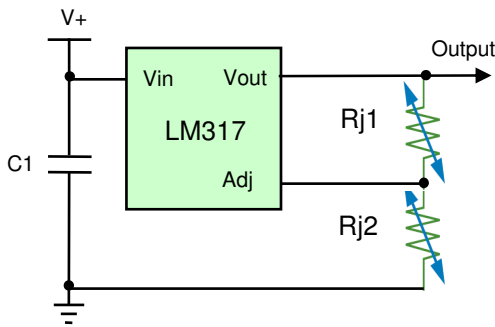 V+
Output
Vin
Vout
LM317
Rj1
C1
Adj
Rj2